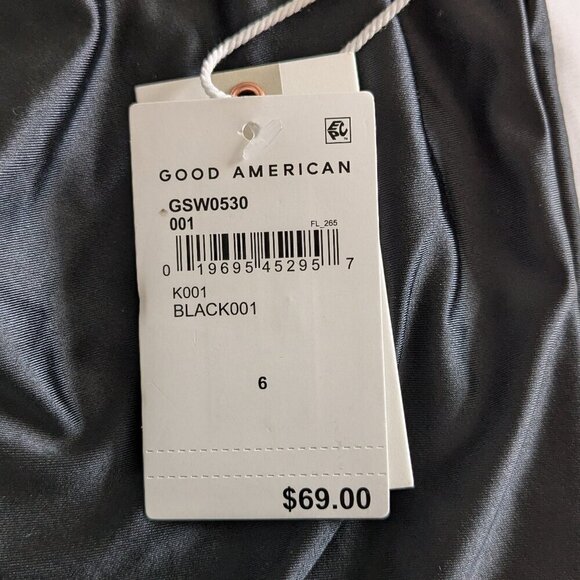 GOOD AMERICAN
GSW0530
001
FL_265
0 19695 45295 7
K001
BLACK001
6
$69.00